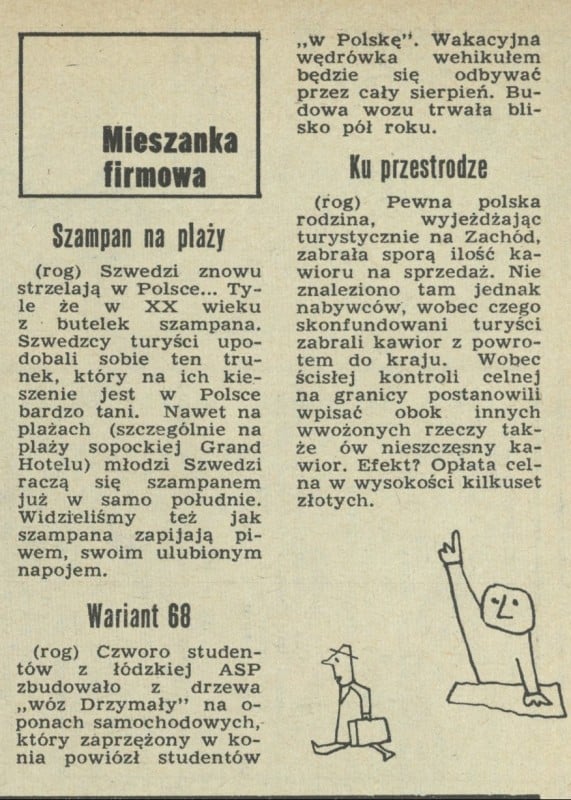 Mieszanka
firmowa
Szampan na plaży
(rog) Szwedzi znowu
strzelają w Polsce... Ty-
le że w XX wieku
z butelek szampana.
Szwedzcy turyści upo-
dobali sobie ten tru-
nek, który na ich kie-
szenie jest w Polsce
bardzo tani. Nawet na
plażach (szczególnie na
plaży sopockiej Grand
Hotelu) młodzi Szwedzi
raczą się szampanem
już w samo południe.
Widzieliśmy też jak
szampana zapijają pi-
wem, swoim ulubionym
napojem.
Wariant 68
(rog) Czworo studen-
tów z łódzkiej ASP
zbudowało z drzewa
„wóz Drzymały” na o-
ponach samochodowych,
który zaprzężony w ko-
nia powiózł studentów
„w Polskę”. Wakacyjna
wędrówka wehikułem
będzie się odbywać
przez cały sierpień. Bu-
dowa wozu trwała bli-
sko pół roku.
Ku przestrodze
(rog) Pewna polska
rodzina, wyjeżdżając
turystycznie na Zachód,
zabrała sporą ilość ka-
wioru na sprzedaż. Nie
znaleziono tam jednak
nabywców, wobec czego
skonfundowani turyści
zabrali kawior z powro-
tem do kraju. Wobec
ścisłej kontroli celnej
na granicy postanowili
wpisać obok innych
wwożonych rzeczy tak-
że ów nieszczęsny ka-
wior. Efekt? Opłata cel-
na w wysokości kilkuset
złotych.